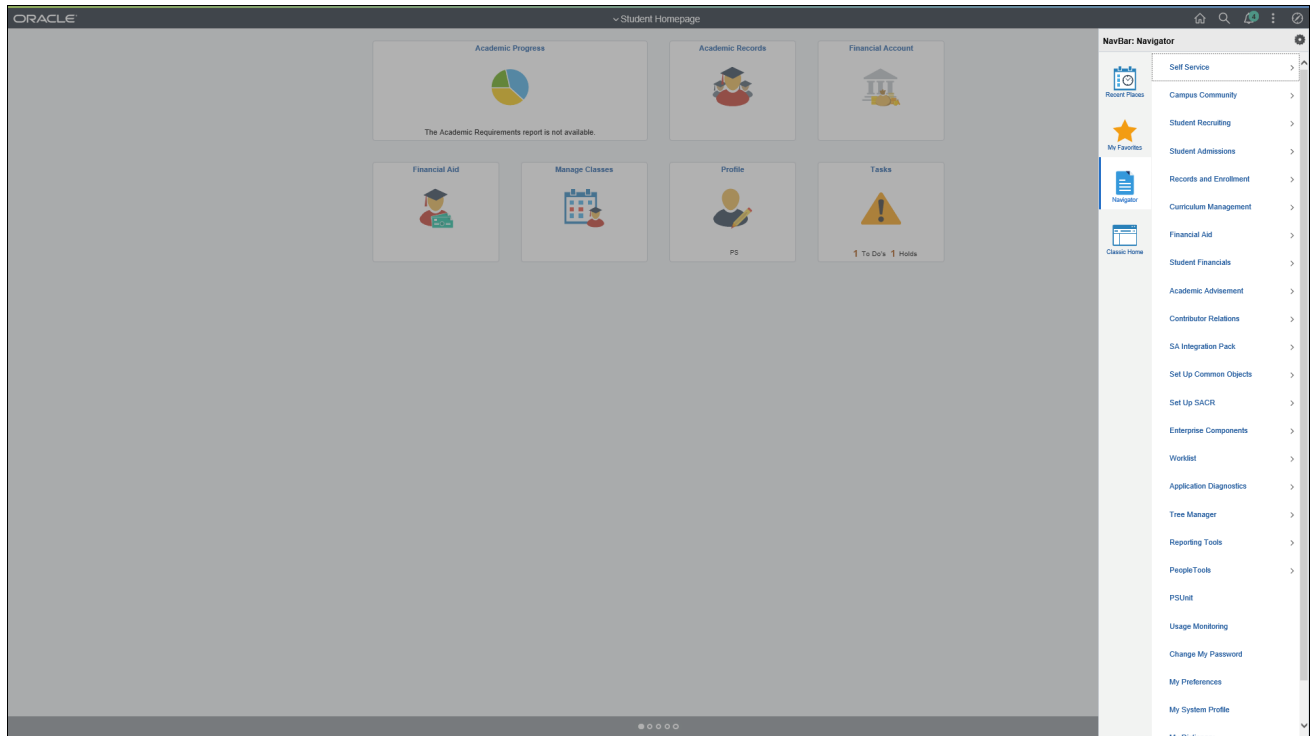 ORACLE
Student Homepage
4
Academic Progress
The Academic Requirements report is not available.
Academic Records
Financial Account
Financial Aid
Manage Classes
Profile
PS
Tasks
1 To Do's 1 Holds
NavBar: Navigator
Recent Places
My Favorites
Navigator
Classic Home
Self Service
Campus Community
Student Recruiting
Student Admissions
Records and Enrollment
Curriculum Management
Financial Aid
Student Financials
Academic Advisement
Contributor Relations
SA Integration Pack
Set Up Common Objects
Set Up SACR
Enterprise Components
Worklist
Application Diagnostics
Tree Manager
Reporting Tools
PeopleTools
PSUnit
Usage Monitoring
Change My Password
My Preferences
My System Profile